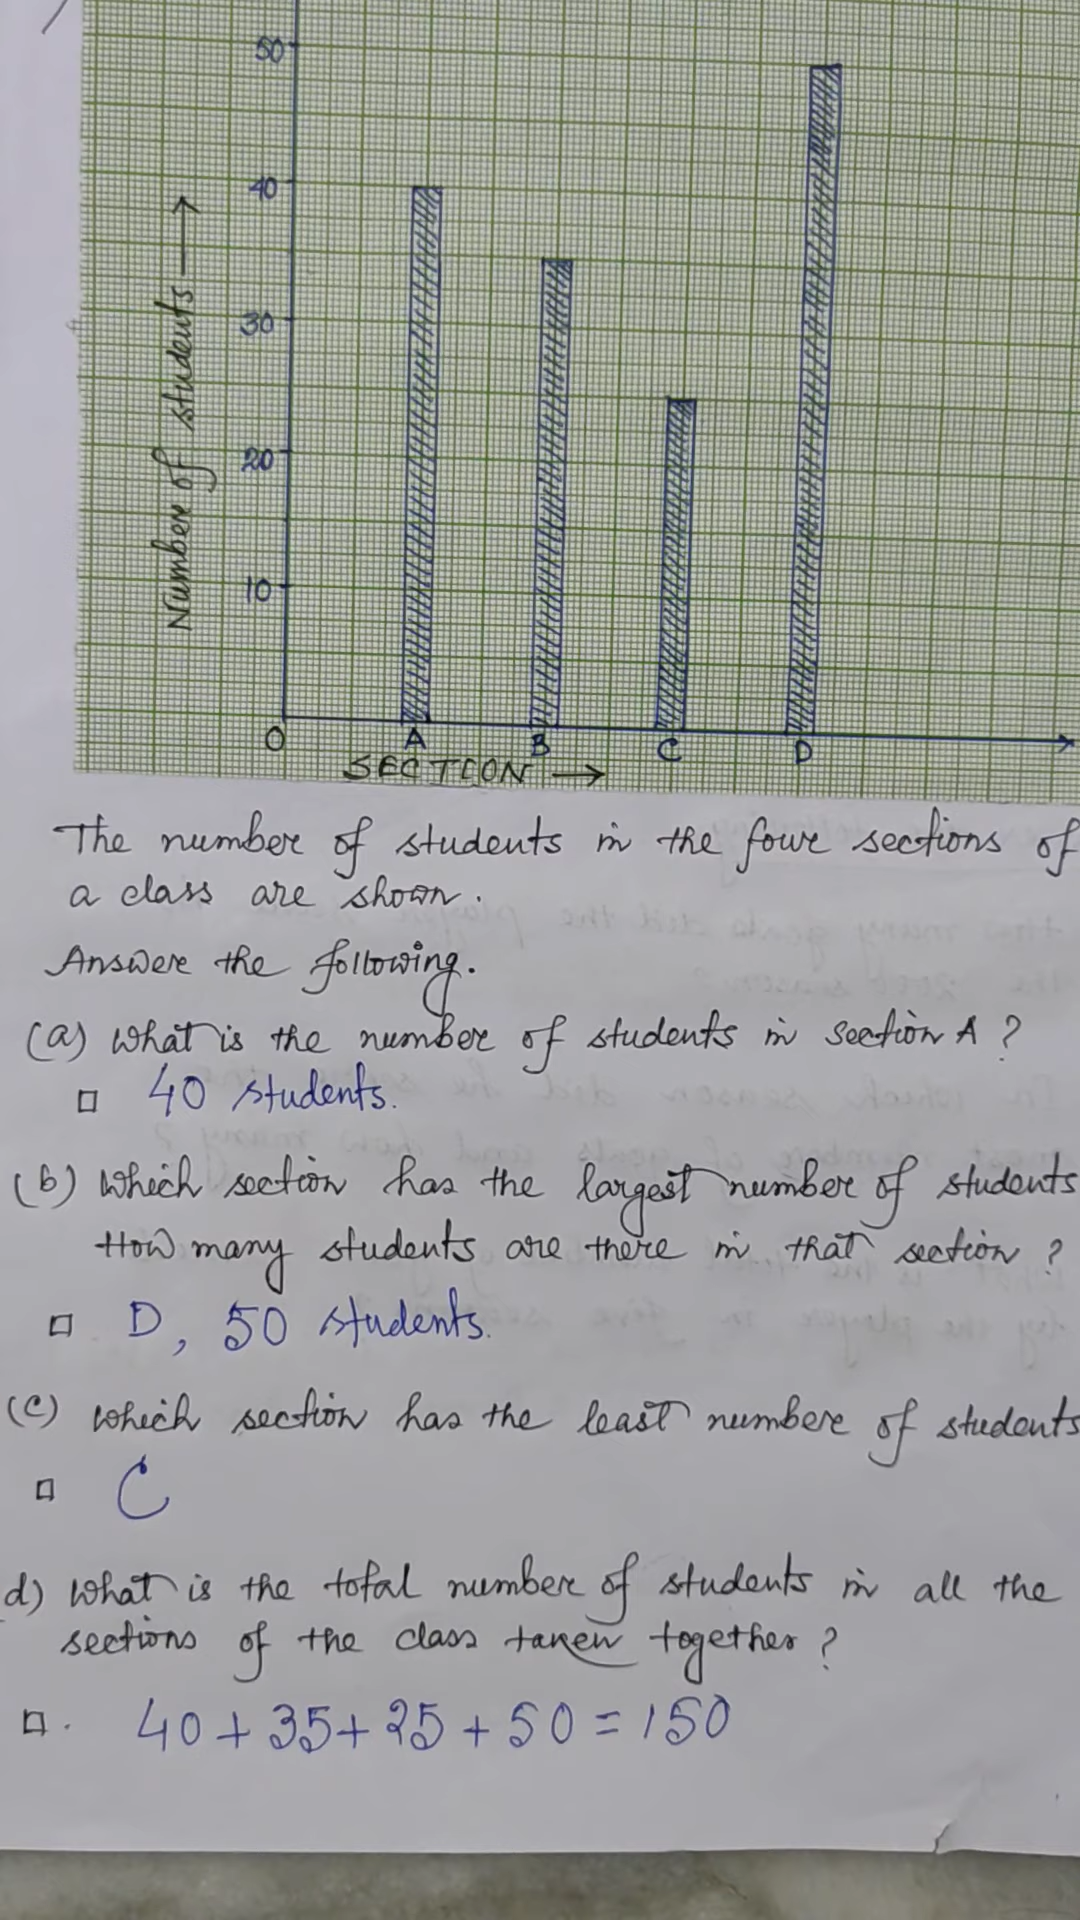 50
40
30
20
10
Number of students
O
A B C D
SECTION
The number of students in the four sections of
a class are shown.
Answere the following.
(a) What is the number of students in section A ?
40 students.
(b) Which section has the largest number of students
How many students are there in that section ?
D, 50 students.
(C) Which section has the least number of students
C
d) What is the total number of students in all the
sections of the class taken together ?
40 + 35 + 25 + 50 = 150